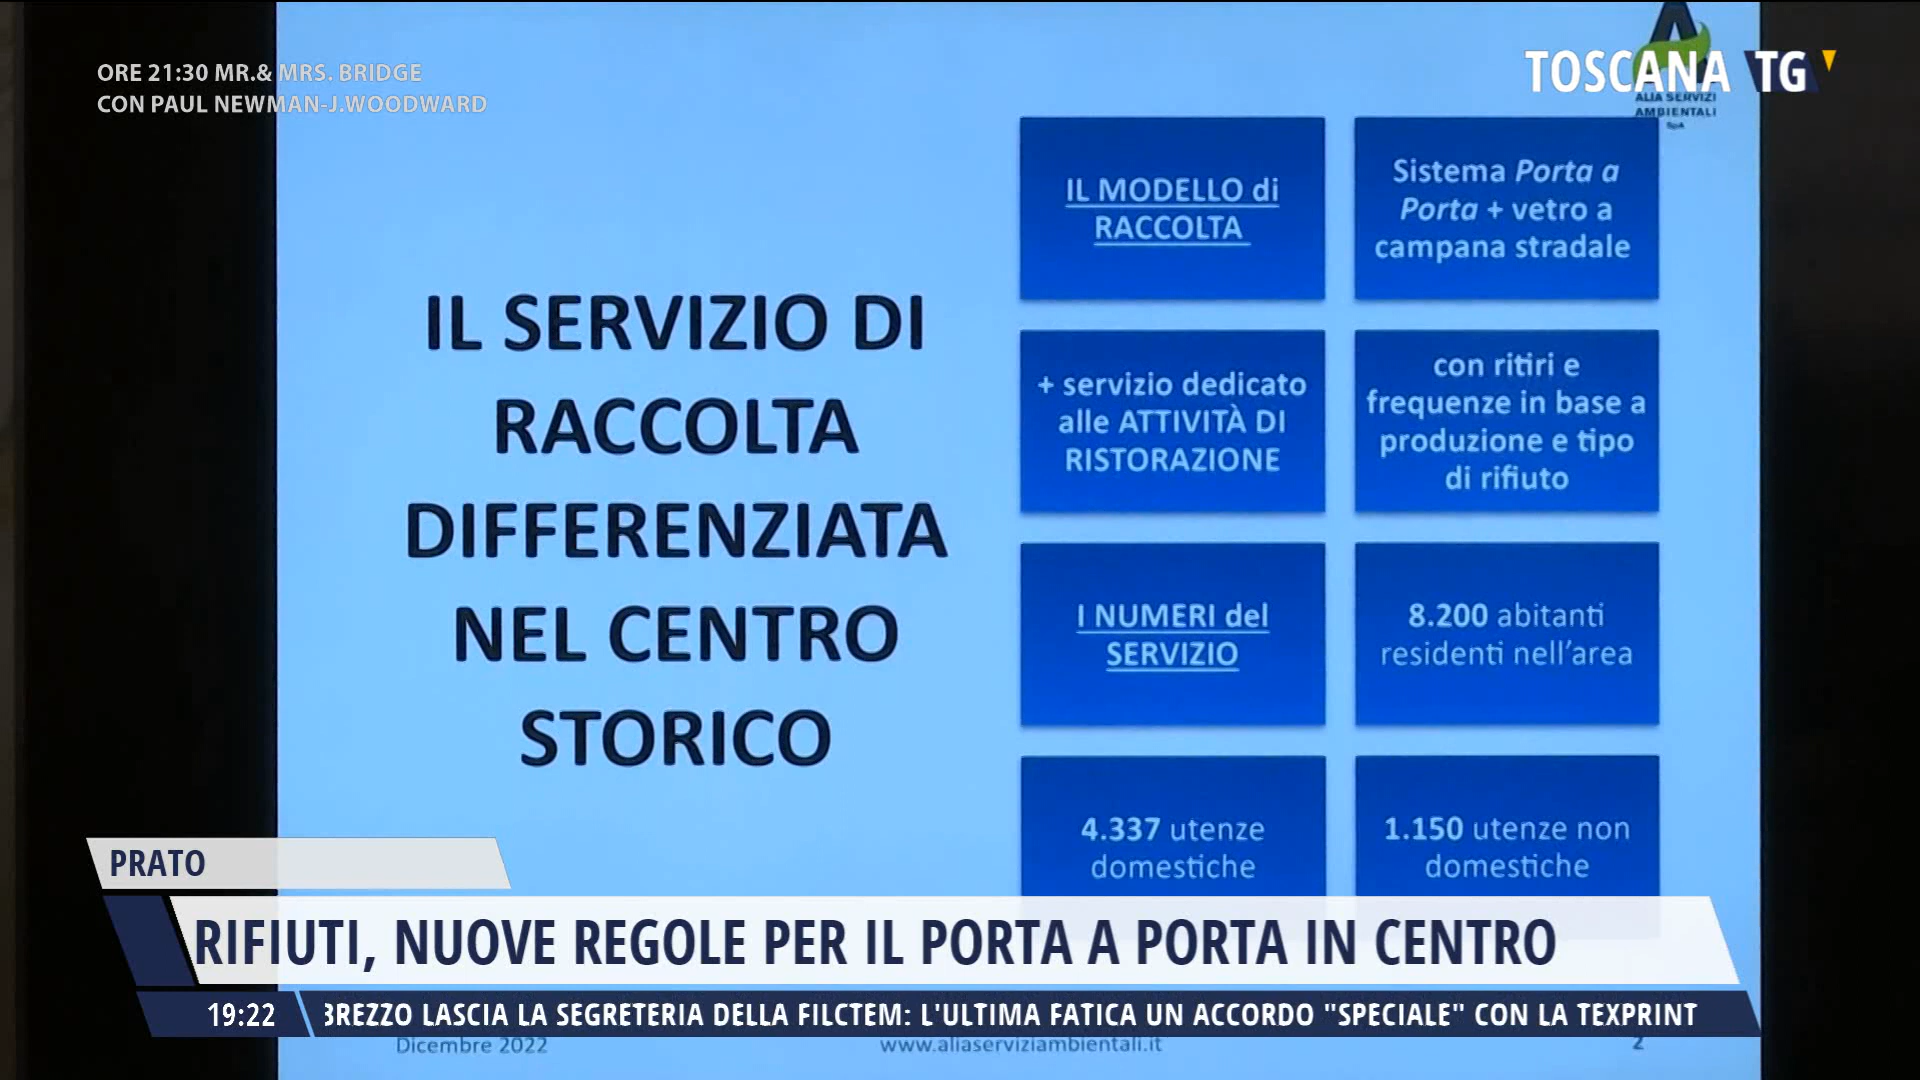 ORE 21:30 MR.& MRS. BRIDGE
CON PAUL NEWMAN-J.WOODWARD
TOSCANA TG
ALIA SERVIZI
AMBIENTALI
SpA
IL SERVIZIO DI
RACCOLTA
DIFFERENZIATA
NEL CENTRO
STORICO
IL MODELLO di
RACCOLTA
Sistema Porta a
Porta + vetro a
campana stradale
+ servizio dedicato
alle ATTIVITÀ DI
RISTORAZIONE
con ritiri e
frequenze in base a
produzione e tipo
di rifiuto
I NUMERI del
SERVIZIO
8.200 abitanti
residenti nell'area
4.337 utenze
domestiche
1.150 utenze non
domestiche
PRATO
RIFIUTI, NUOVE REGOLE PER IL PORTA A PORTA IN CENTRO
19:22
LASCIA LA SEGRETERIA DELLA FILCTEM: L'ULTIMA FATICA UN ACCORDO "SPECIALE" CON LA TEXPRINT
Dicembre 2022
www.aliaserviziambientali.it
2